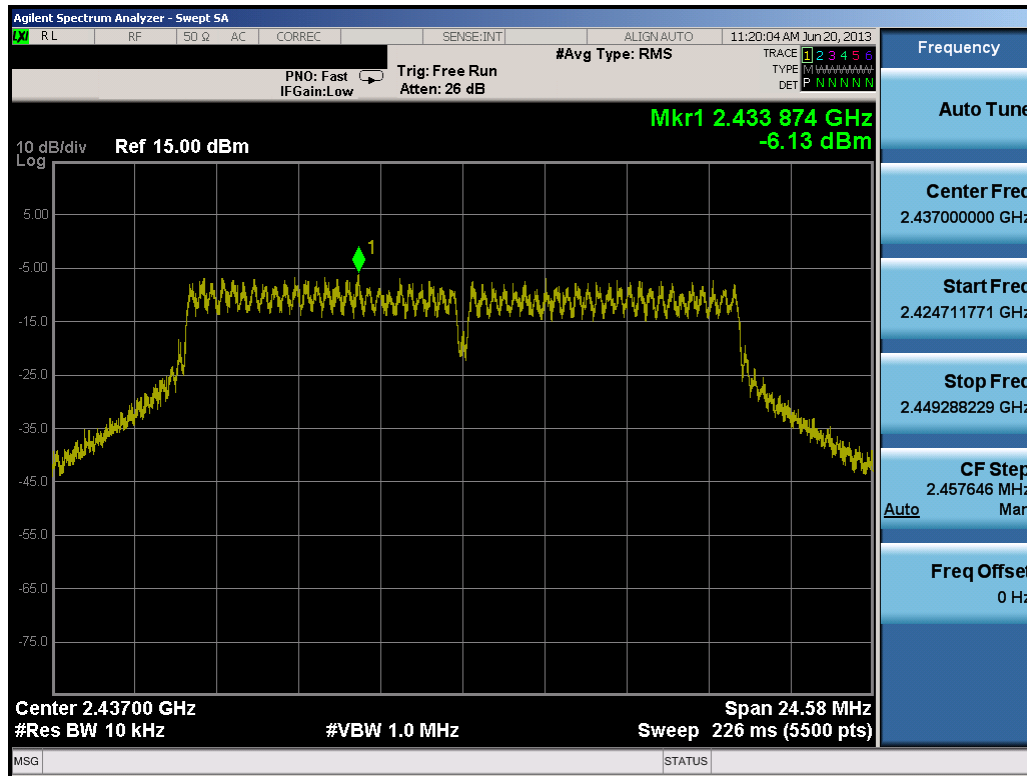 Agilent Spectrum Analyzer - Swept SA
LXI RL RF 50 Ω AC CORREC SENSE:INT ALIGN AUTO 11:20:04 AM Jun 20, 2013
PNO: Fast
IFGain:Low
Trig: Free Run
Atten: 26 dB
#Avg Type: RMS
TRACE 1 2 3 4 5 6
TYPE M
DET P N N N N N
Mkr1 2.433 874 GHz
-6.13 dBm
10 dB/div Ref 15.00 dBm
Log
5.00
-5.00
-15.0
-25.0
-35.0
-45.0
-55.0
-65.0
-75.0
1
Center 2.43700 GHz Span 24.58 MHz
#Res BW 10 kHz #VBW 1.0 MHz Sweep 226 ms (5500 pts)
MSG STATUS
Frequency
Auto Tune
Center Freq
2.437000000 GHz
Start Freq
2.424711771 GHz
Stop Freq
2.449288229 GHz
CF Step
2.457646 MHz
Auto Man
Freq Offset
0 Hz